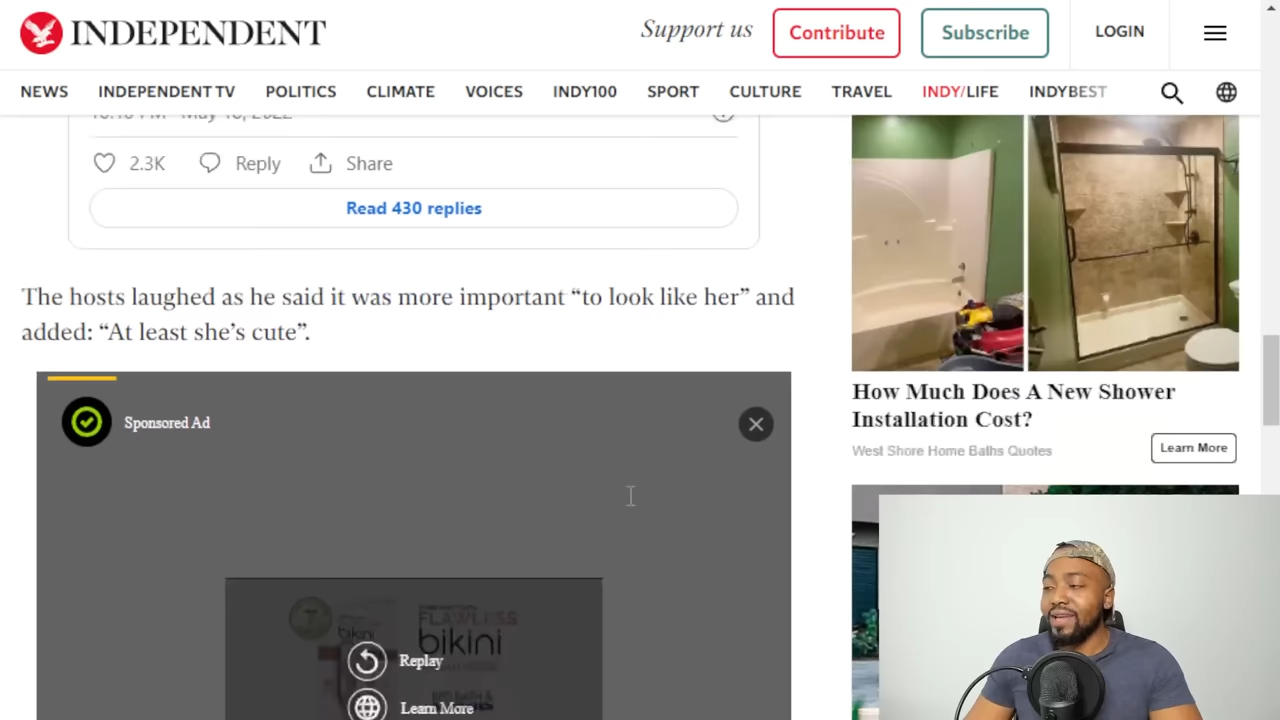 INDEPENDENT
Support us
Contribute
Subscribe
LOGIN
NEWS INDEPENDENT TV POLITICS CLIMATE VOICES INDY100 SPORT CULTURE TRAVEL INDY/LIFE INDYBEST
2.3K Reply Share
Read 430 replies
The hosts laughed as he said it was more important “to look like her” and
added: “At least she’s cute”.
Sponsored Ad
FLAWLESS
bikini
bikini
Replay
Learn More
How Much Does A New Shower
Installation Cost?
West Shore Home Baths Quotes
Learn More